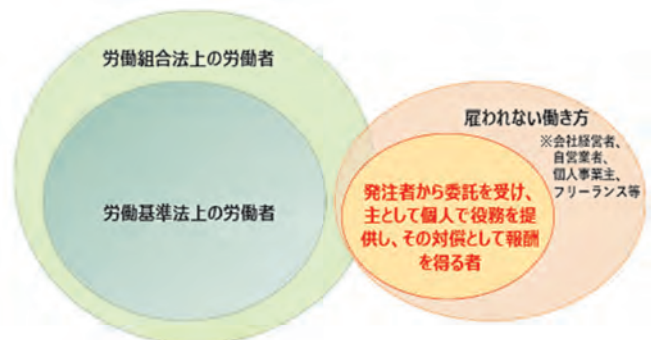 労働組合法上の労働者
労働基準法上の労働者
雇われない働き方
※会社経営者、
自営業者、
個人事業主、
フリーランス等
発注者から委託を受け、
主として個人で役務を提
供し、その対償として報酬
を得る者